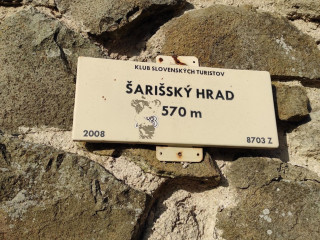 KLUB SLOVENSKÝCH TURISTOV
ŠARIŠSKÝ HRAD
570 m
2008 8703 Z